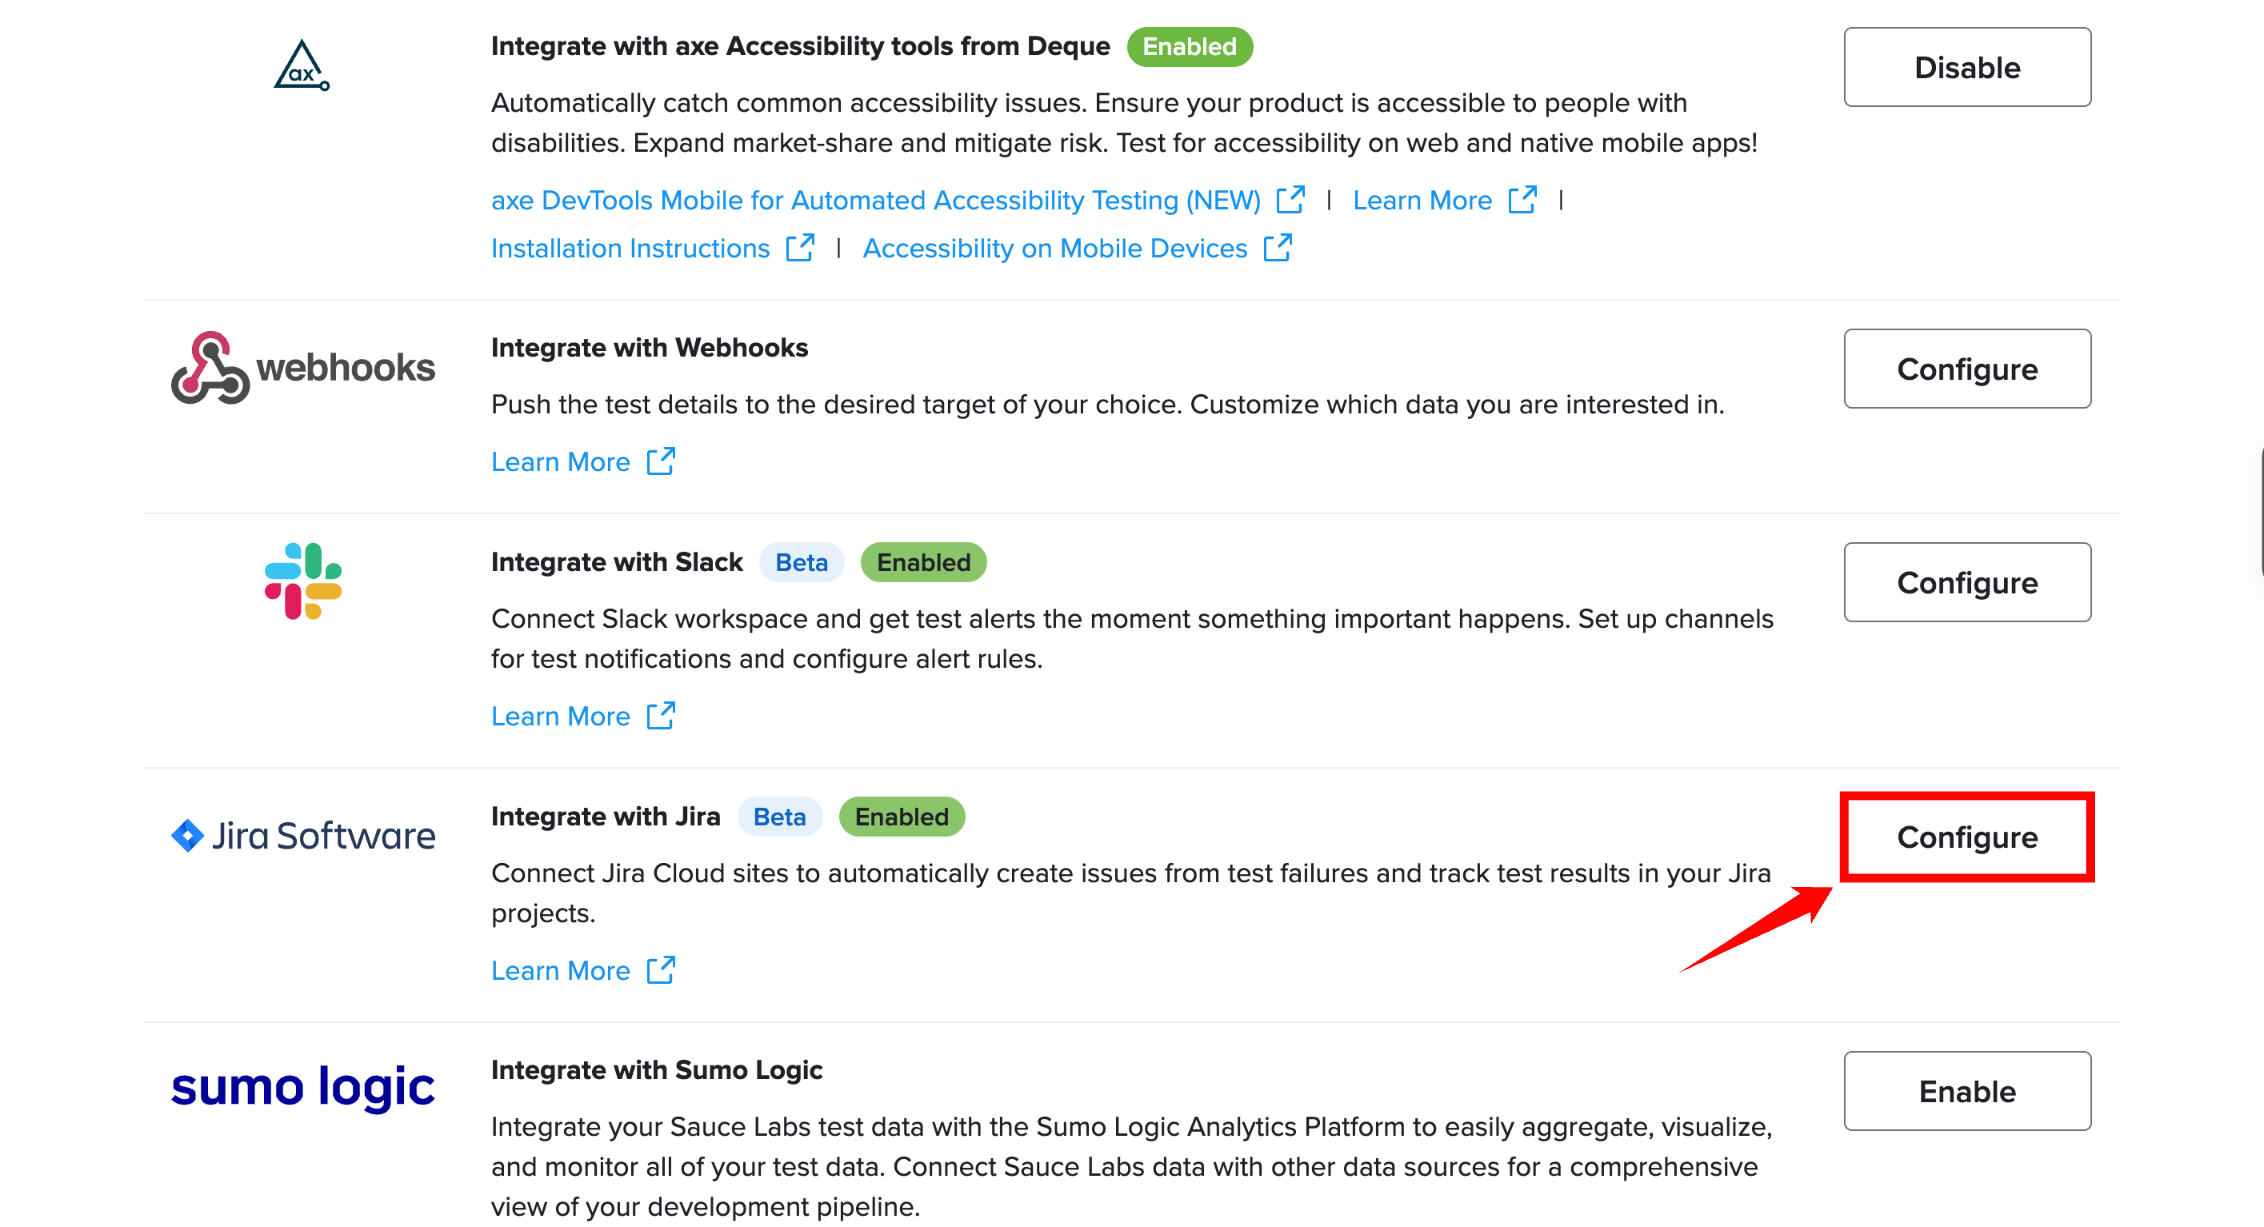 ax
Integrate with axe Accessibility tools from Deque Enabled
Disable
Automatically catch common accessibility issues. Ensure your product is accessible to people with
disabilities. Expand market-share and mitigate risk. Test for accessibility on web and native mobile apps!
axe DevTools Mobile for Automated Accessibility Testing (NEW) | Learn More |
Installation Instructions | Accessibility on Mobile Devices
webhooks
Integrate with Webhooks
Configure
Push the test details to the desired target of your choice. Customize which data you are interested in.
Learn More
Integrate with Slack Beta Enabled
Configure
Connect Slack workspace and get test alerts the moment something important happens. Set up channels
for test notifications and configure alert rules.
Learn More
Jira Software
Integrate with Jira Beta Enabled
Configure
Connect Jira Cloud sites to automatically create issues from test failures and track test results in your Jira
projects.
Learn More
sumo logic
Integrate with Sumo Logic
Enable
Integrate your Sauce Labs test data with the Sumo Logic Analytics Platform to easily aggregate, visualize,
and monitor all of your test data. Connect Sauce Labs data with other data sources for a comprehensive
view of your development pipeline.